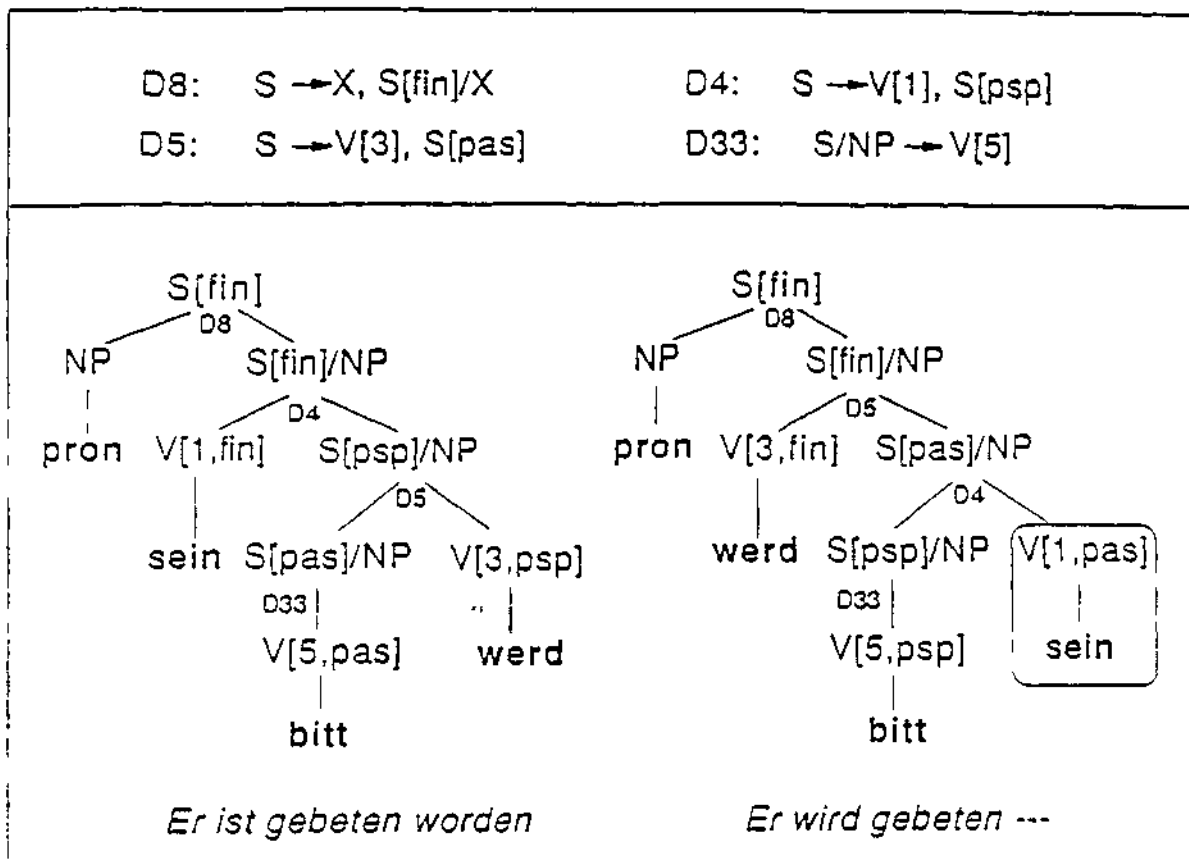 D8: S → X, S[fin]/X D4: S → V[1], S[psp]
D5: S → V[3], S[pas] D33: S/NP → V[5]
S[fin] S[fin]
D8 D8
NP S[fin]/NP NP S[fin]/NP
D4 D5
pron V[1,fin] S[psp]/NP pron V[3,fin] S[pas]/NP
D5 D4
sein S[pas]/NP V[3,psp] werd S[psp]/NP V[1,pas]
D33 D33
V[5,pas] werd V[5,psp] sein
bitt bitt
Er ist gebeten worden Er wird gebeten ---